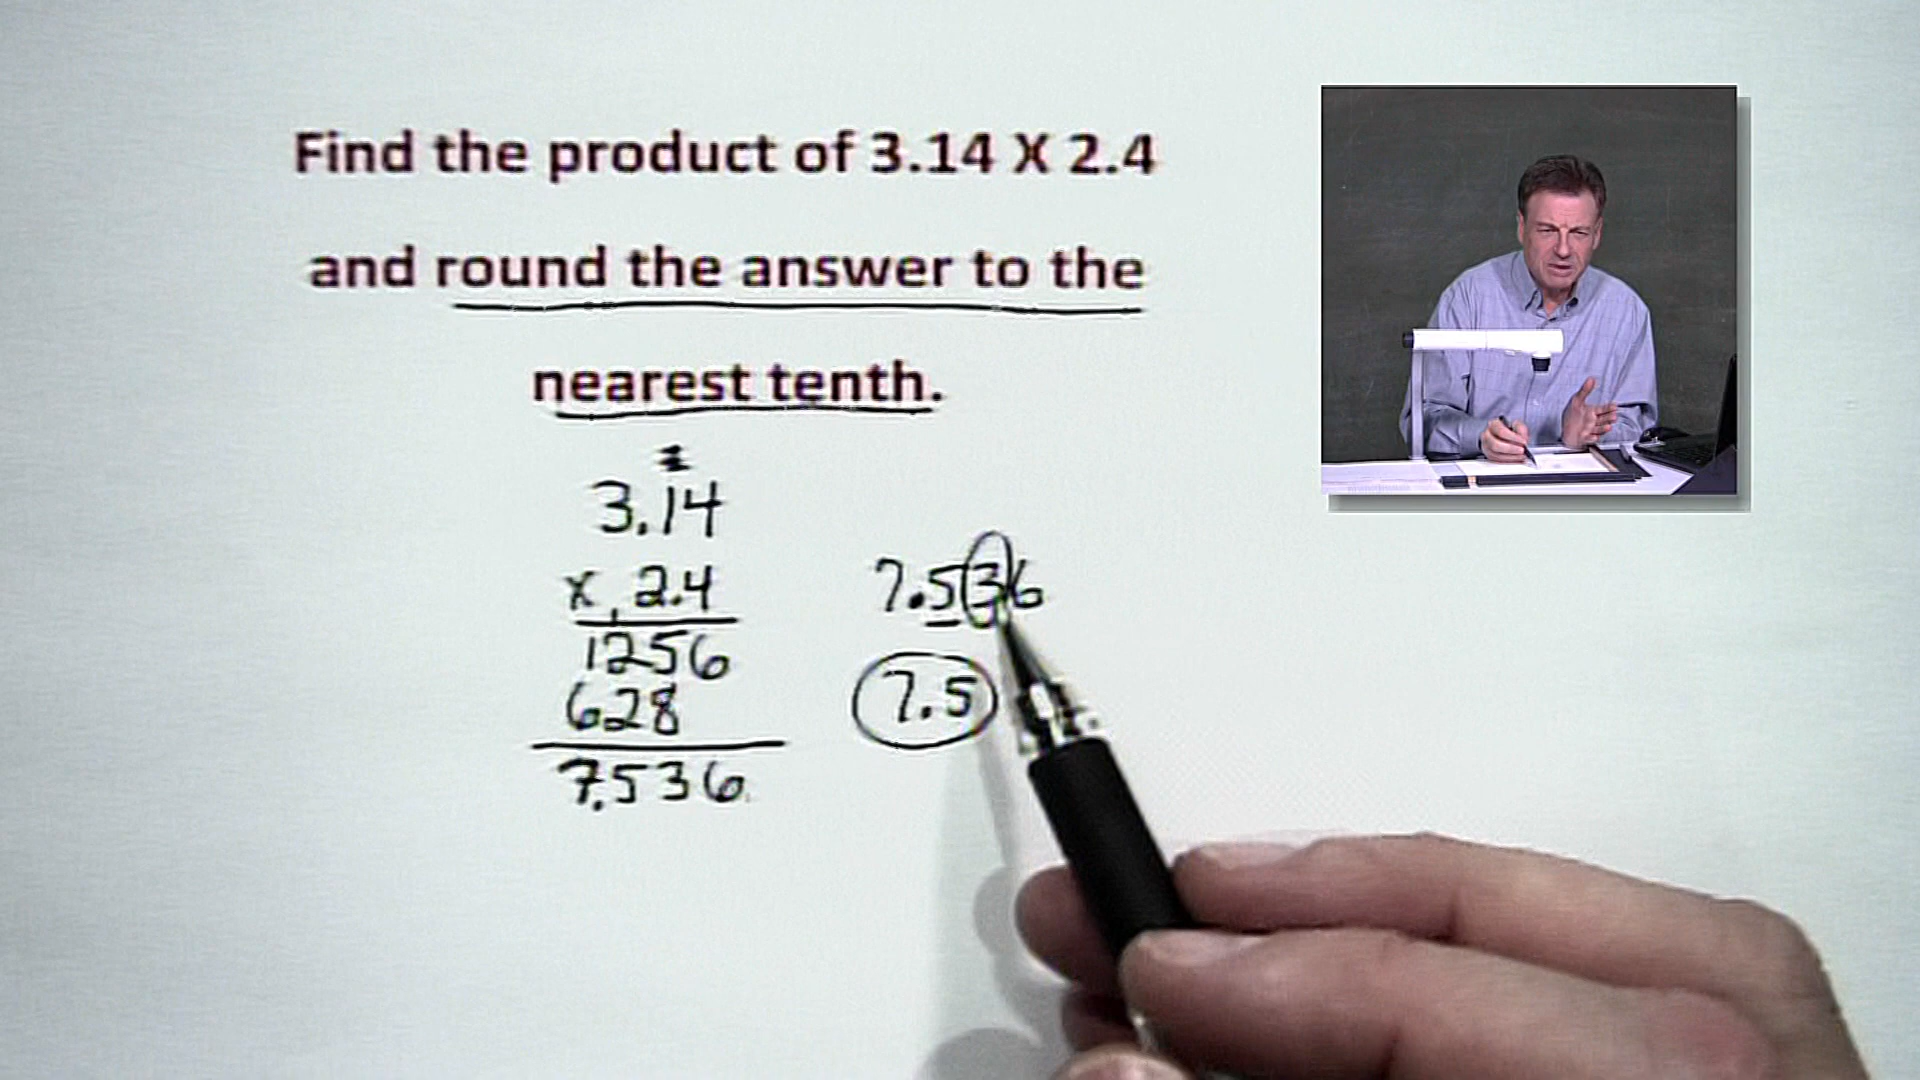 Find the product of 3.14 X 2.4
and round the answer to the
nearest tenth.
3.14
x 2.4
1256
628
7.536
7.536
7.5